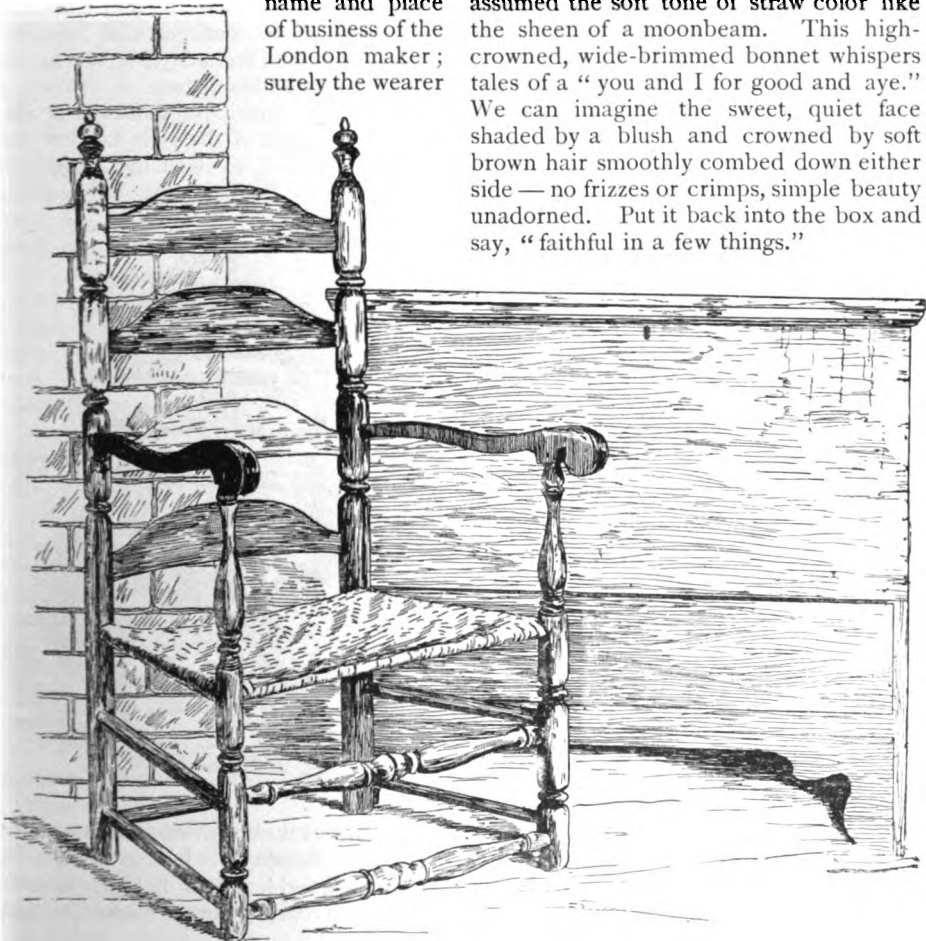 name and place
of business of the
London maker;
surely the wearer
assumed the soft tone of straw color like
the sheen of a moonbeam. This high-
crowned, wide-brimmed bonnet whispers
tales of a “ you and I for good and aye.”
We can imagine the sweet, quiet face
shaded by a blush and crowned by soft
brown hair smoothly combed down either
side — no frizzes or crimps, simple beauty
unadorned. Put it back into the box and
say, “ faithful in a few things.”